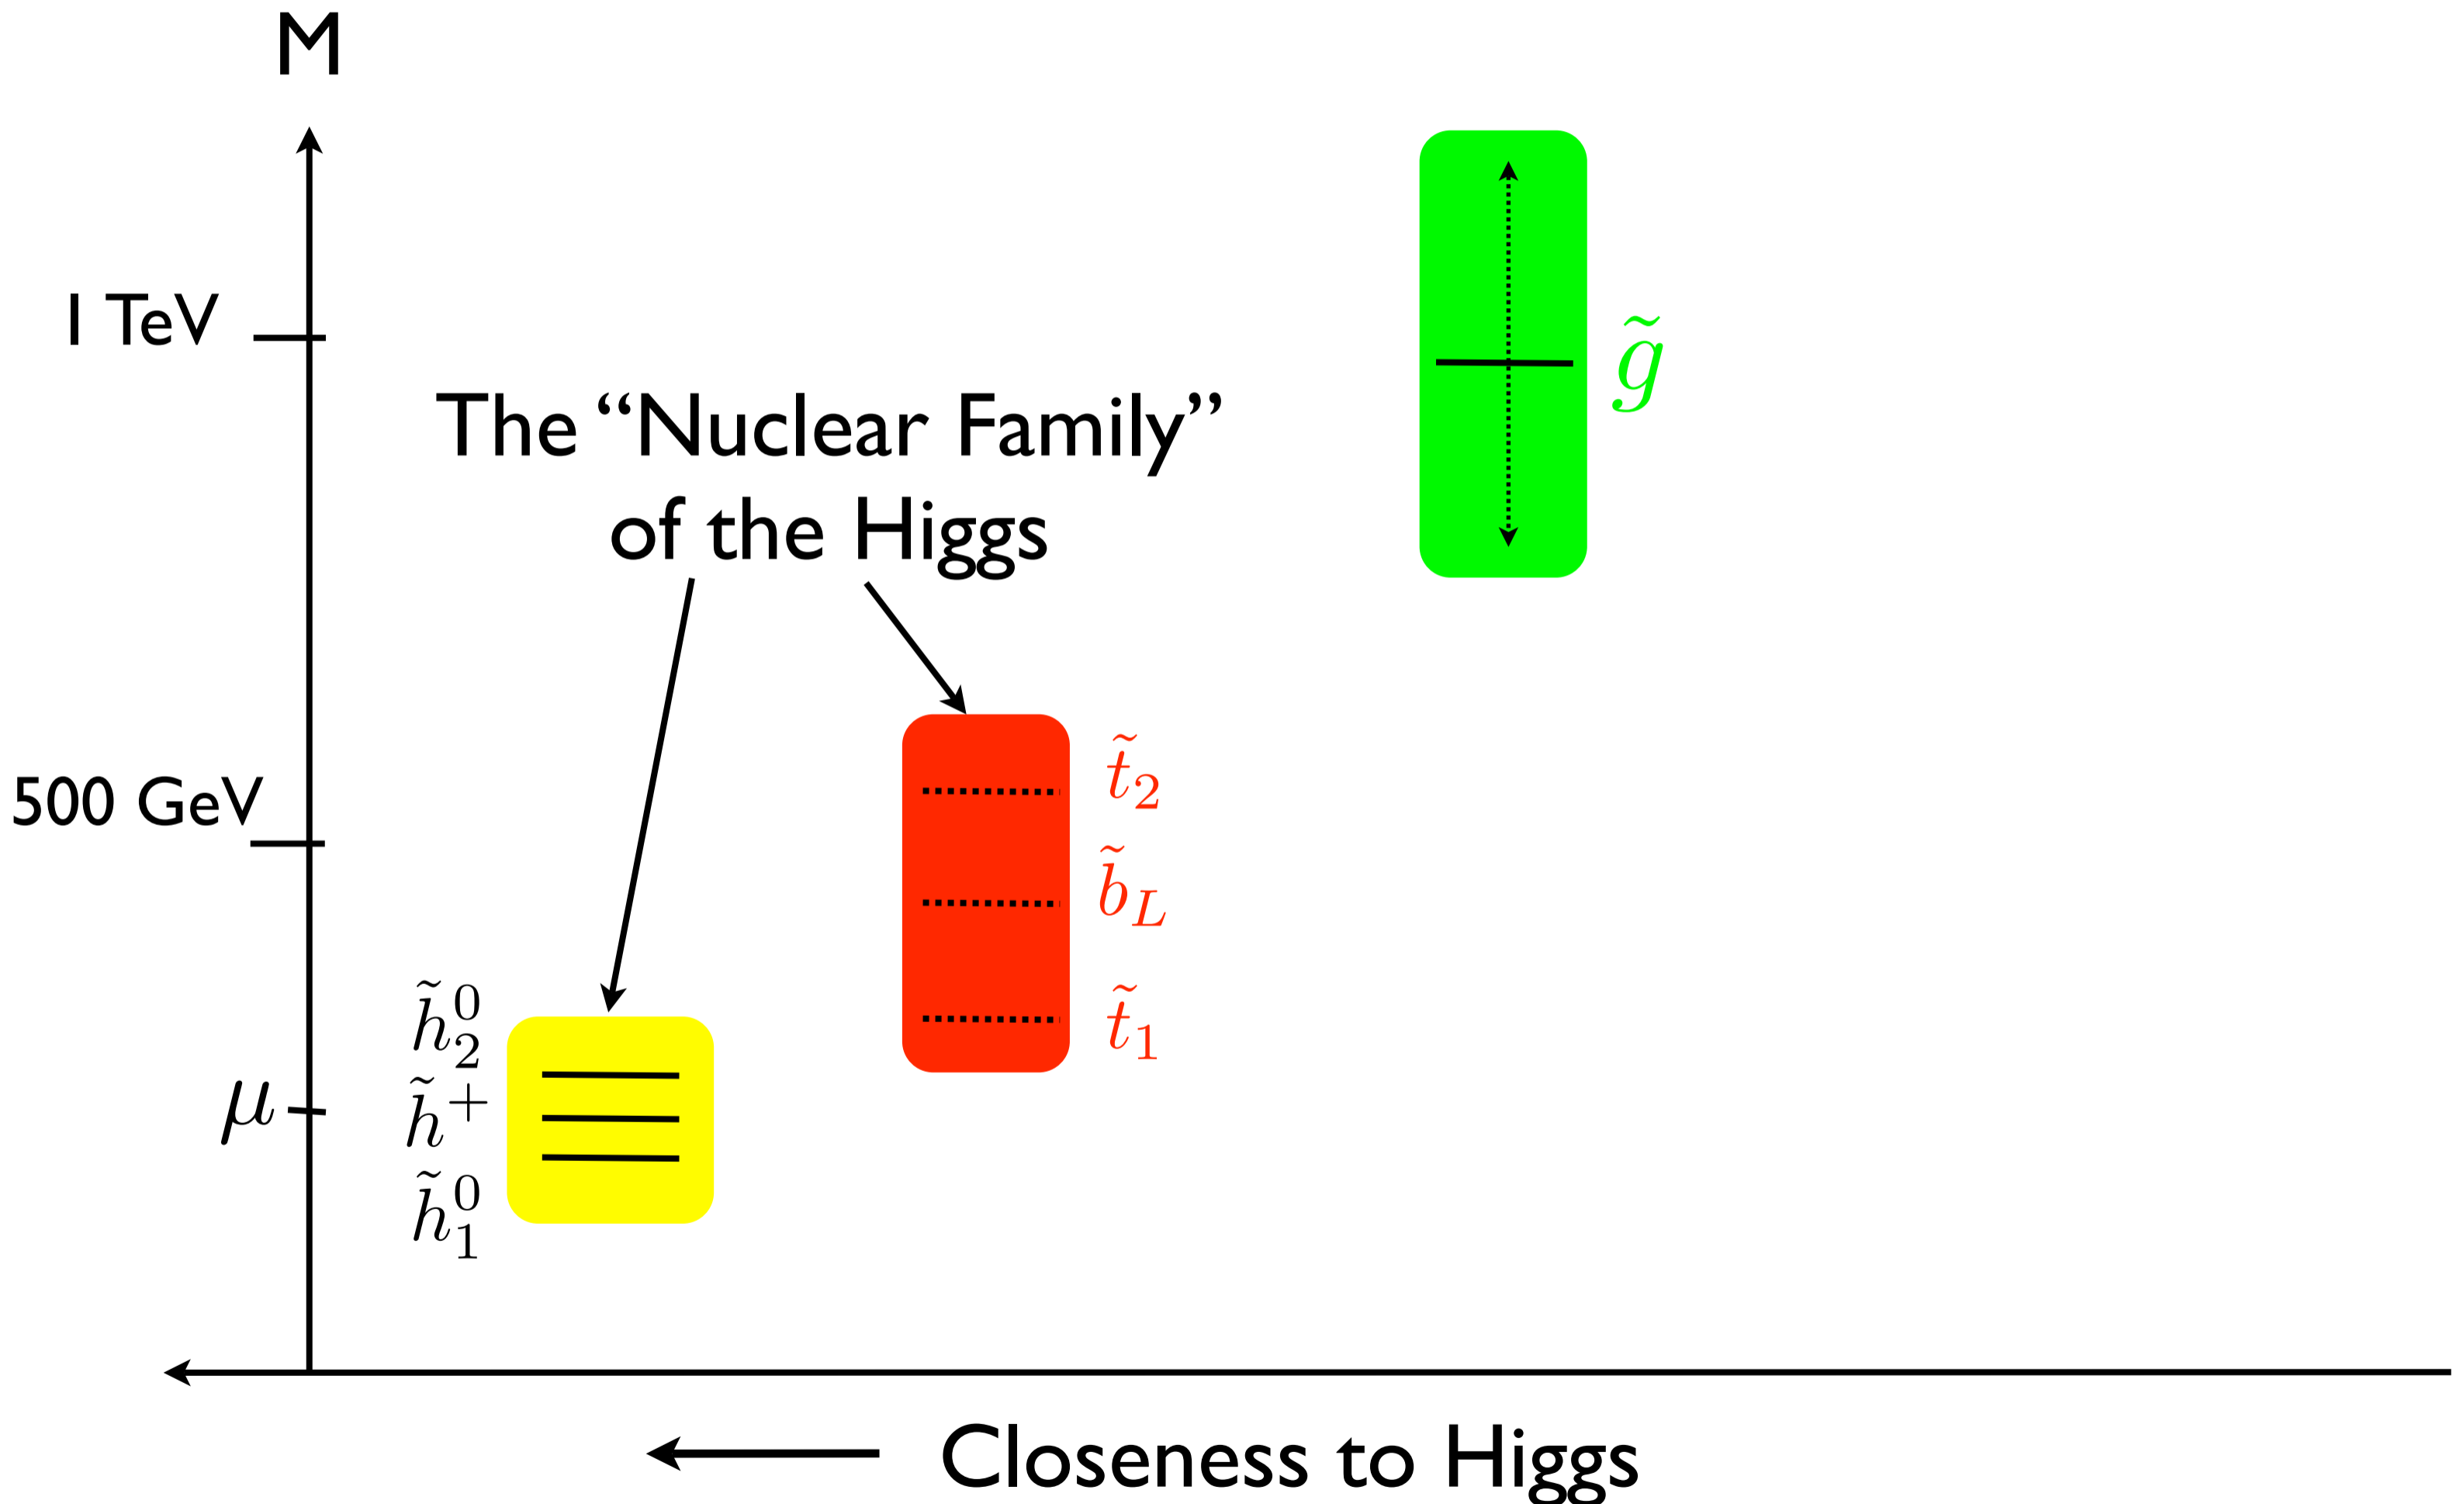 M
1 TeV
The “Nuclear Family”
of the Higgs
g̃
500 GeV
t̃₂
b̃_L
t̃₁
h̃⁰₂
h̃⁺
h̃⁰₁
μ
Closeness to Higgs